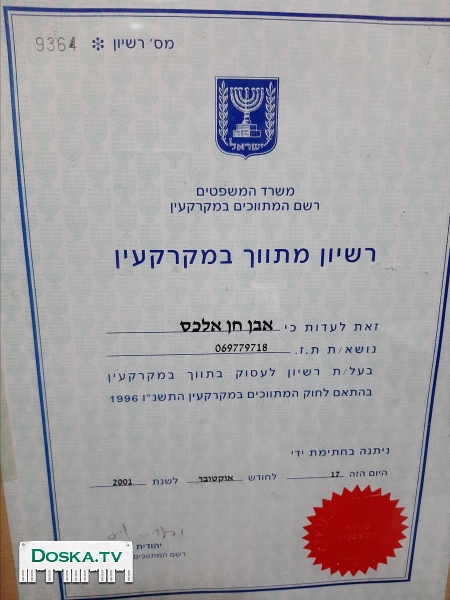 מס׳ רשיון * 9364
ישראל
משרד המשפטים
רשם המתווכים במקרקעין
רשיון מתווך במקרקעין
זאת לעדות כי אבן חן אלכס
נושא/ת ת.ז. 069779718
בעל/ת רשיון לעסוק בתווך במקרקעין
בהתאם לחוק המתווכים במקרקעין התשנ״ו 1996
ניתנה בחתימת ידי
היום הזה 17 לחודש אוקטובר לשנת 2001
יהודית
רשם המתווכים
DOSKA.TV